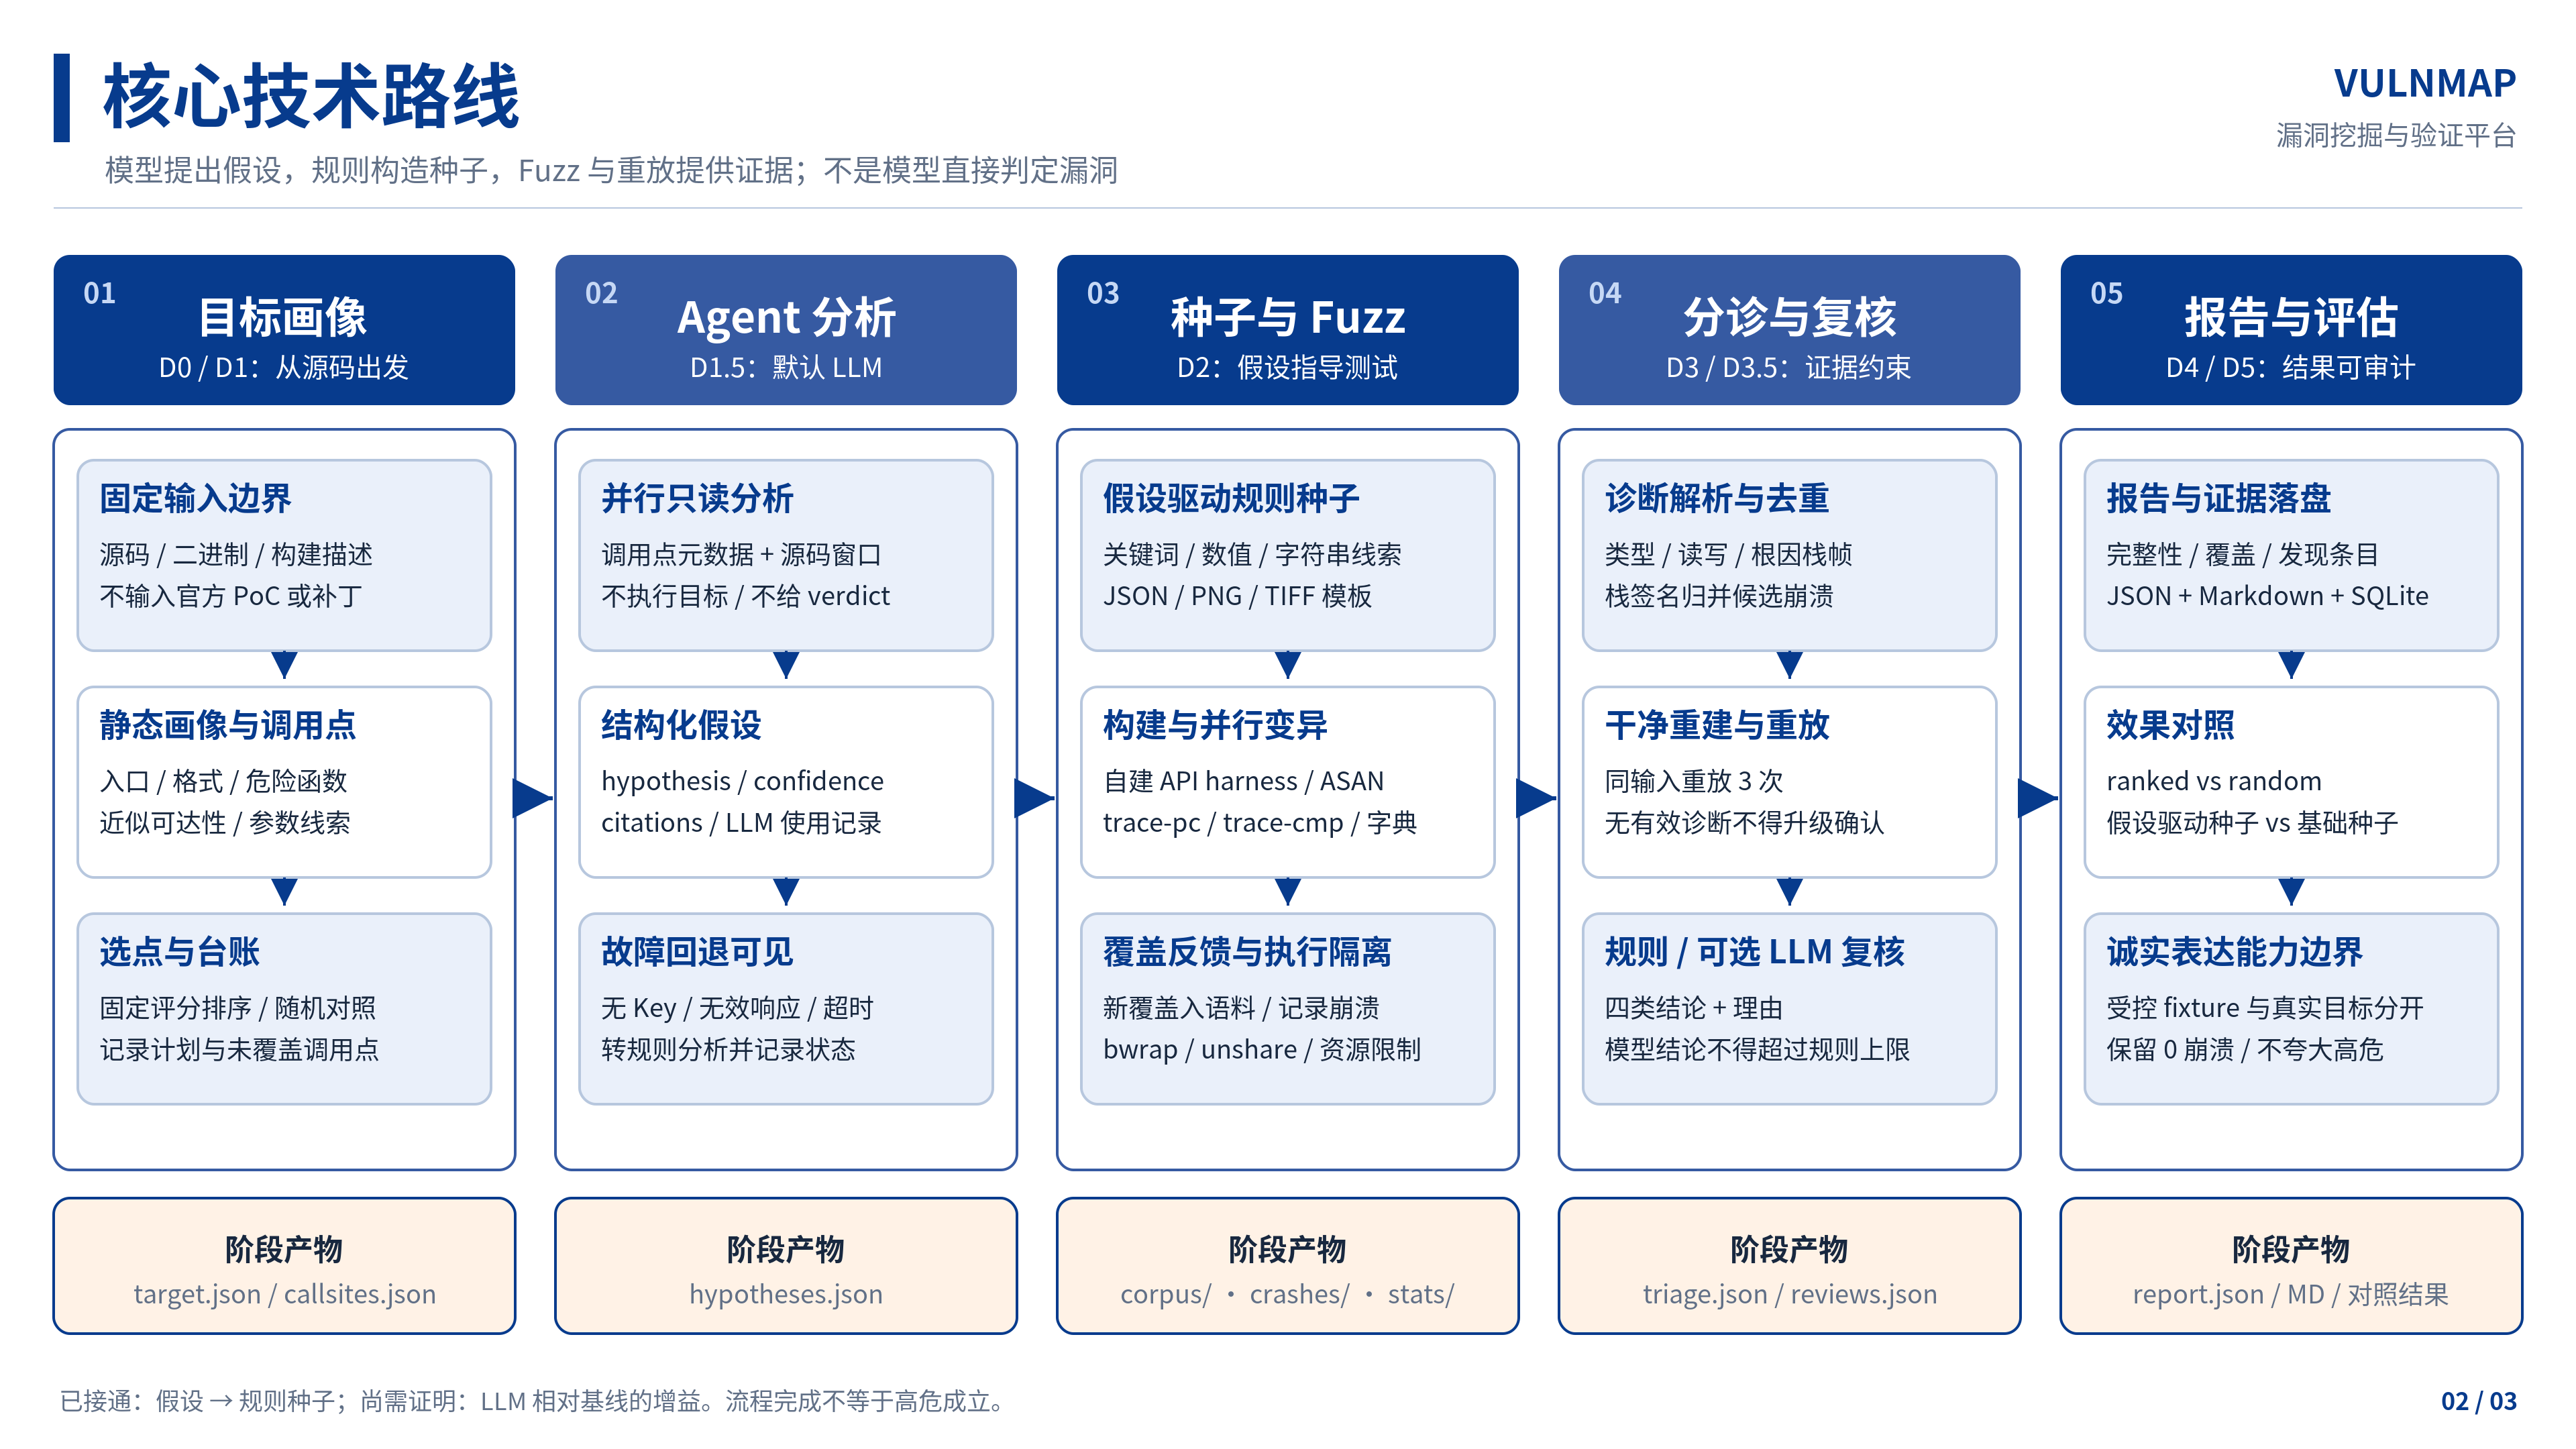 核心技术路线
模型提出假设，规则构造种子，Fuzz 与重放提供证据；不是模型直接判定漏洞
VULNMAP
漏洞挖掘与验证平台
01
目标画像
D0 / D1：从源码出发
固定输入边界
源码 / 二进制 / 构建描述
不输入官方 PoC 或补丁
静态画像与调用点
入口 / 格式 / 危险函数
近似可达性 / 参数线索
选点与台账
固定评分排序 / 随机对照
记录计划与未覆盖调用点
阶段产物
target.json / callsites.json
02
Agent 分析
D1.5：默认 LLM
并行只读分析
调用点元数据 + 源码窗口
不执行目标 / 不给 verdict
结构化假设
hypothesis / confidence
citations / LLM 使用记录
故障回退可见
无 Key / 无效响应 / 超时
转规则分析并记录状态
阶段产物
hypotheses.json
03
种子与 Fuzz
D2：假设指导测试
假设驱动规则种子
关键词 / 数值 / 字符串线索
JSON / PNG / TIFF 模板
构建与并行变异
自建 API harness / ASAN
trace-pc / trace-cmp / 字典
覆盖反馈与执行隔离
新覆盖入语料 / 记录崩溃
bwrap / unshare / 资源限制
阶段产物
corpus/ · crashes/ · stats/
04
分诊与复核
D3 / D3.5：证据约束
诊断解析与去重
类型 / 读写 / 根因栈帧
栈签名归并候选崩溃
干净重建与重放
同输入重放 3 次
无有效诊断不得升级确认
规则 / 可选 LLM 复核
四类结论 + 理由
模型结论不得超过规则上限
阶段产物
triage.json / reviews.json
05
报告与评估
D4 / D5：结果可审计
报告与证据落盘
完整性 / 覆盖 / 发现条目
JSON + Markdown + SQLite
效果对照
ranked vs random
假设驱动种子 vs 基础种子
诚实表达能力边界
受控 fixture 与真实目标分开
保留 0 崩溃 / 不夸大高危
阶段产物
report.json / MD / 对照结果
已接通：假设 → 规则种子；尚需证明：LLM 相对基线的增益。流程完成不等于高危成立。
02 / 03